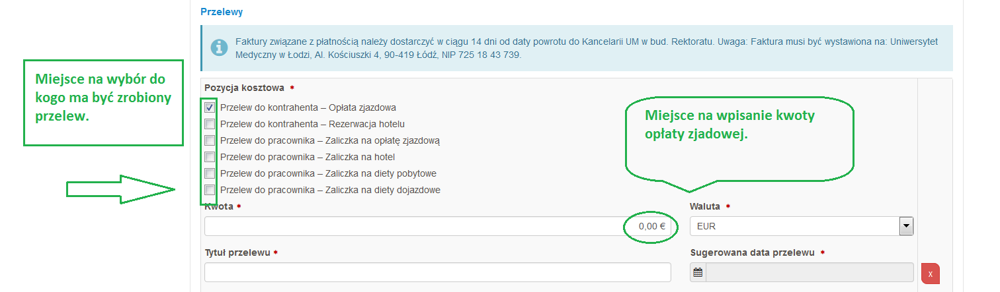 Przelewy
Faktury związane z płatnością należy dostarczyć w ciągu 14 dni od daty powrotu do Kancelarii UM w bud. Rektoratu. Uwaga: Faktura musi być wystawiona na: Uniwersytet
Medyczny w Łodzi, Al. Kościuszki 4, 90-419 Łódź, NIP 725 18 43 739.
Miejsce na wybór do
kogo ma być zrobiony
przelew.
Pozycja kosztowa *
Przelew do kontrahenta – Opłata zjazdowa
Przelew do kontrahenta – Rezerwacja hotelu
Przelew do pracownika – Zaliczka na opłatę zjazdową
Przelew do pracownika – Zaliczka na hotel
Przelew do pracownika – Zaliczka na diety pobytowe
Przelew do pracownika – Zaliczka na diety dojazdowe
Miejsce na wpisanie kwoty
opłaty zjadowej.
Kwota *
Waluta *
0,00 €
EUR
Tytuł przelewu *
Sugerowana data przelewu *
x